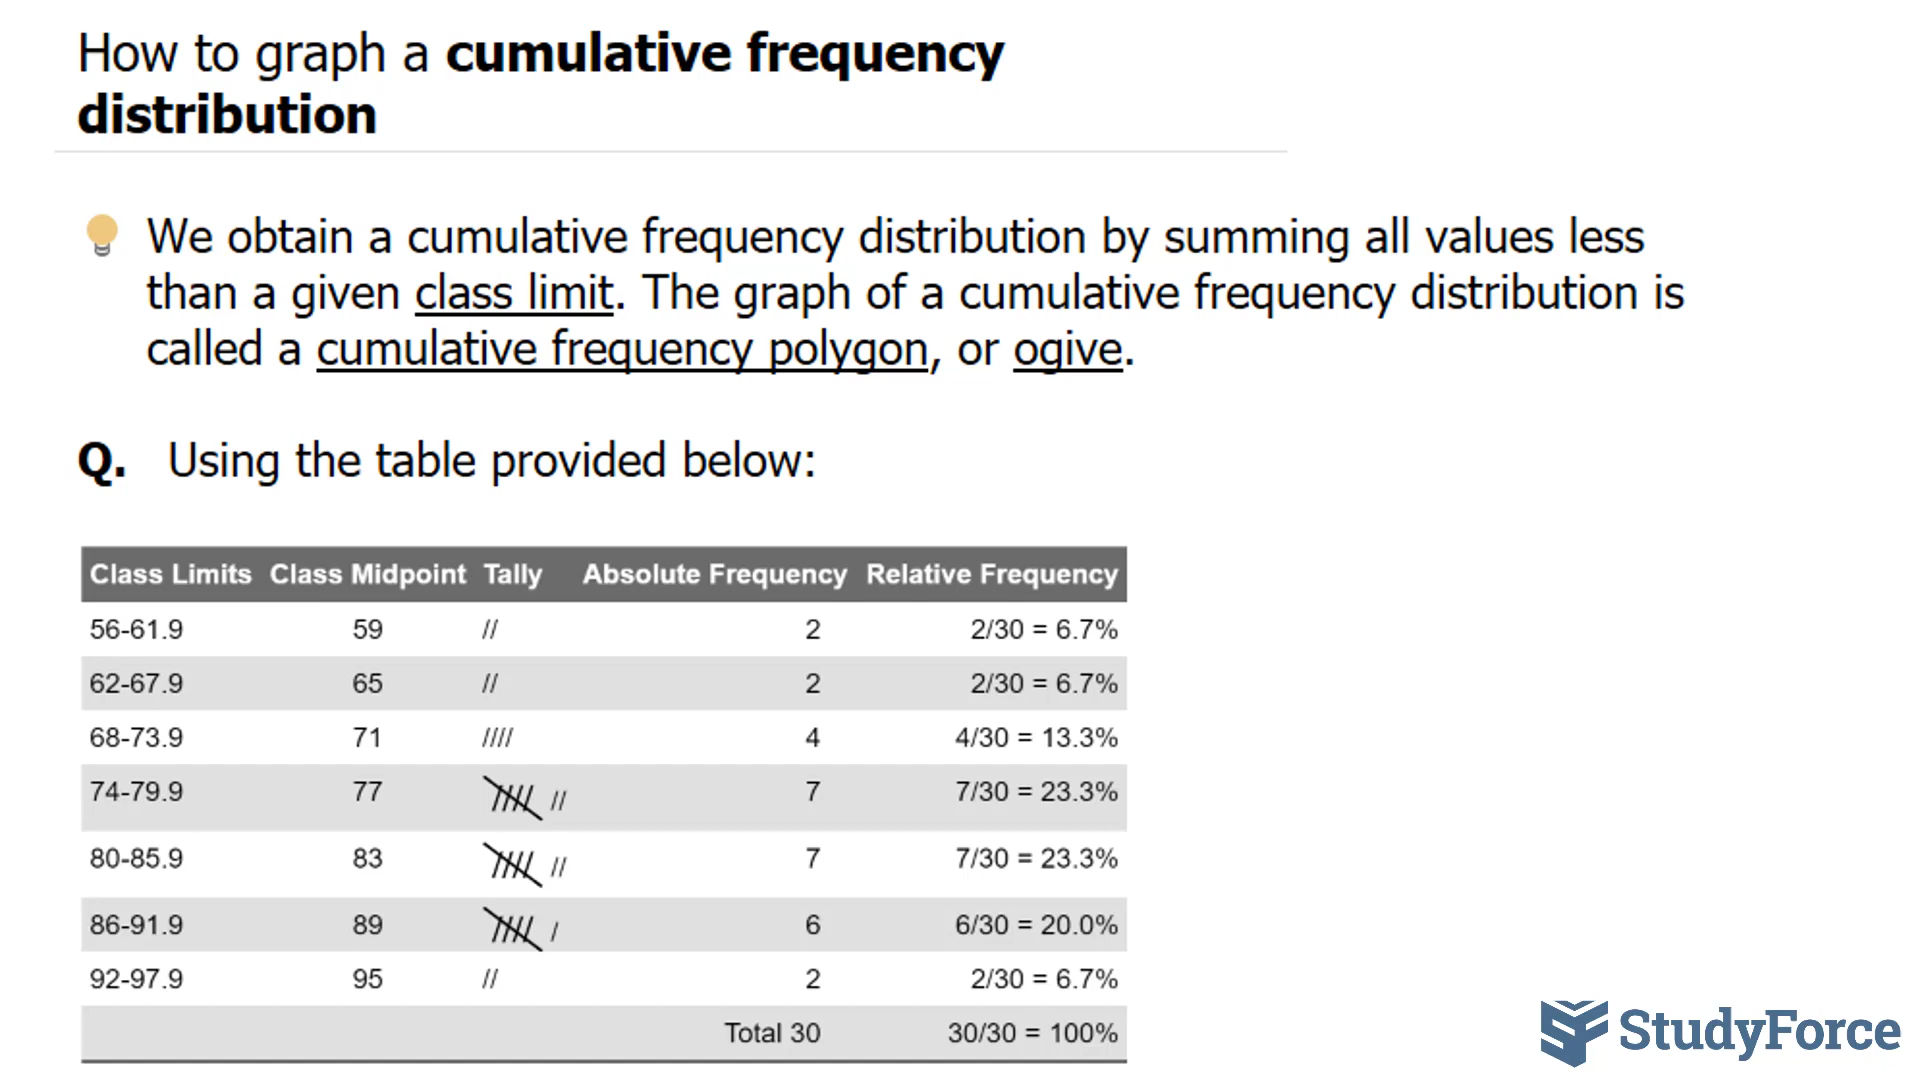 How to graph a cumulative frequency
distribution
We obtain a cumulative frequency distribution by summing all values less
than a given class limit. The graph of a cumulative frequency distribution is
called a cumulative frequency polygon, or ogive.
Q. Using the table provided below:
Class Limits Class Midpoint Tally Absolute Frequency Relative Frequency
56-61.9 59 // 2 2/30 = 6.7%
62-67.9 65 // 2 2/30 = 6.7%
68-73.9 71 //// 4 4/30 = 13.3%
74-79.9 77 //// // 7 7/30 = 23.3%
80-85.9 83 //// // 7 7/30 = 23.3%
86-91.9 89 //// / 6 6/30 = 20.0%
92-97.9 95 // 2 2/30 = 6.7%
Total 30 30/30 = 100%
StudyForce